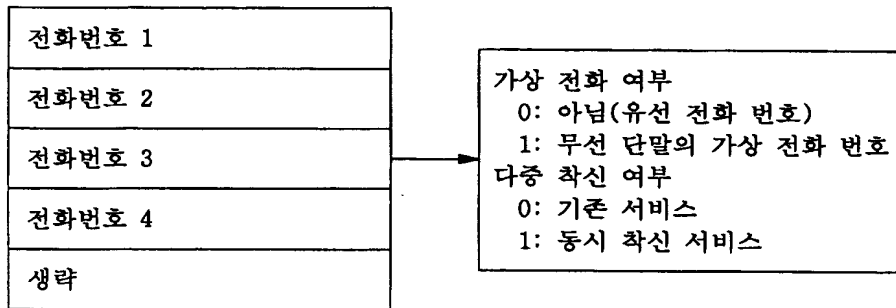 전화번호 1
전화번호 2
전화번호 3
전화번호 4
생략
가상 전화 여부
0: 아님(유선 전화 번호)
1: 무선 단말의 가상 전화 번호
다중 착신 여부
0: 기존 서비스
1: 동시 착신 서비스